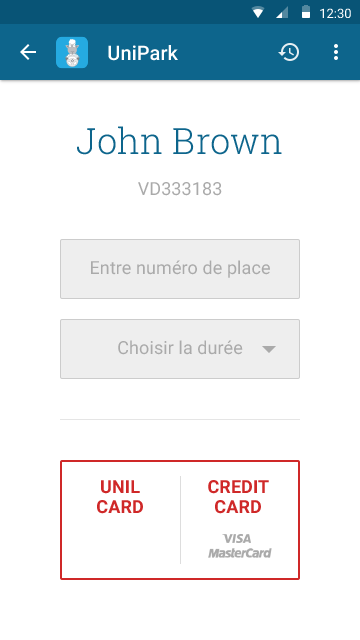 12:30
UniPark
John Brown
VD333183
Entre numéro de place
Choisir la durée
UNIL
CARD
CREDIT
CARD
VISA
MasterCard